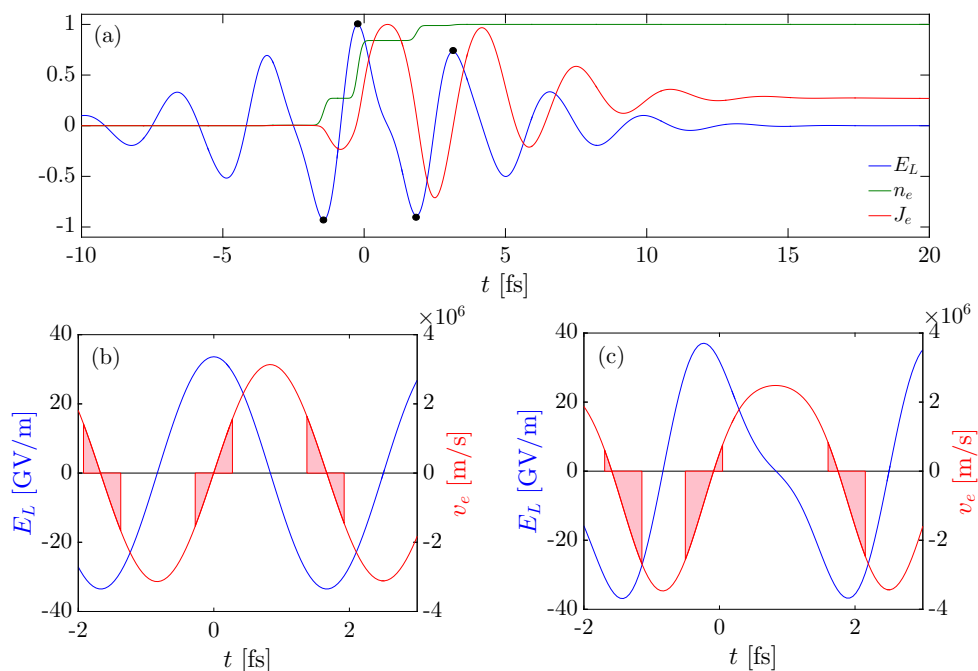 (a)
1
0.5
0
-0.5
-1
E_L
n_e
J_e
-10 -5 0 5 10 15 20
t [fs]
(b)
×10^6
40
20
0
-20
-40
E_L [GV/m]
4
2
0
-2
-4
v_e [m/s]
-2 0 2
t [fs]
(c)
×10^6
40
20
0
-20
-40
E_L [GV/m]
4
2
0
-2
-4
v_e [m/s]
-2 0 2
t [fs]